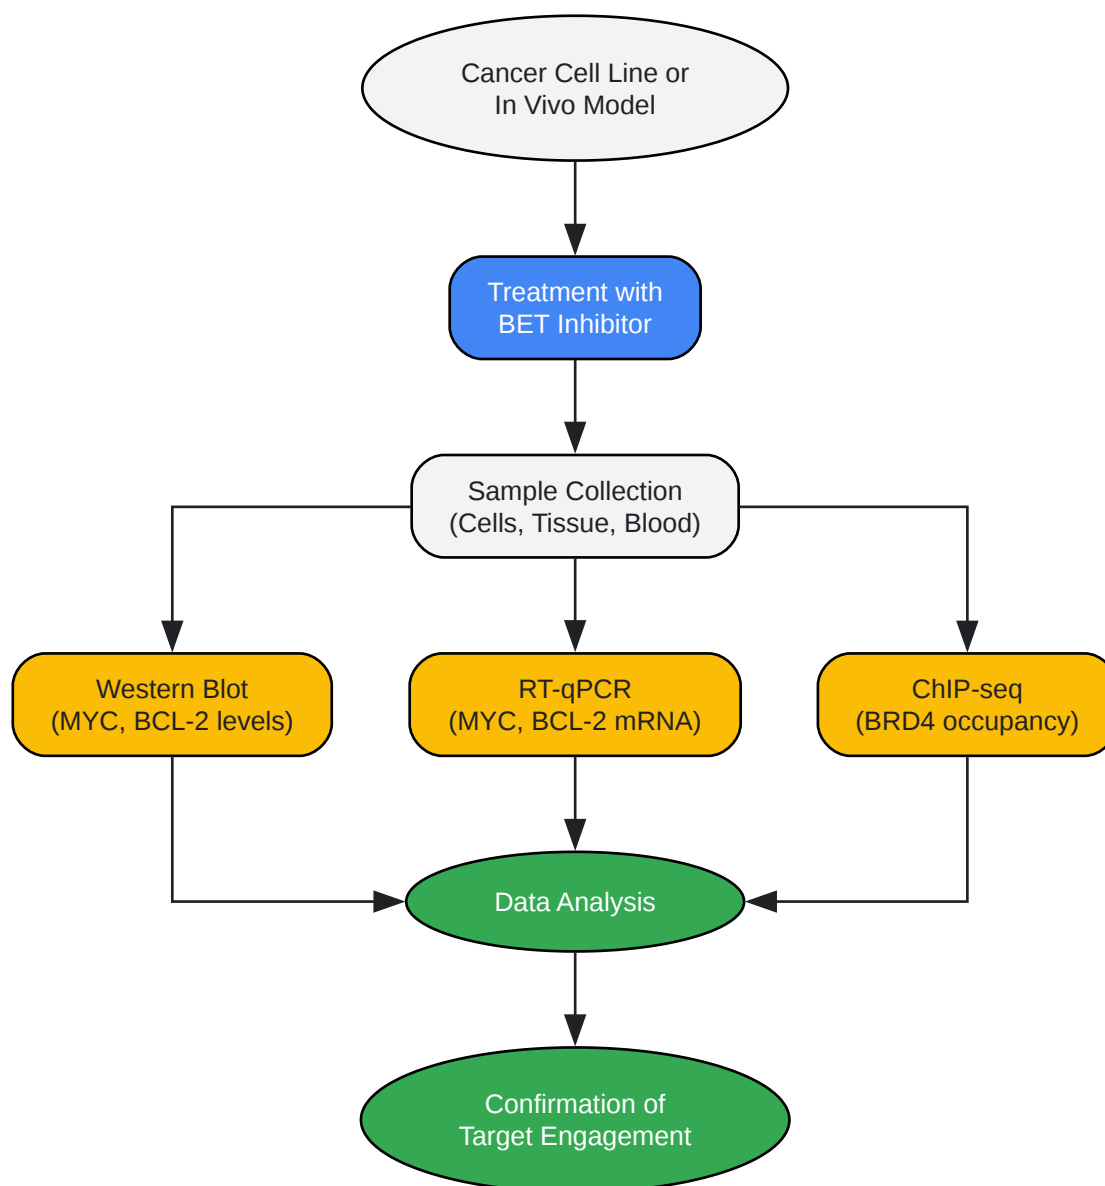 Cancer Cell Line or
In Vivo Model
Treatment with
BET Inhibitor
Sample Collection
(Cells, Tissue, Blood)
Western Blot
(MYC, BCL-2 levels)
RT-qPCR
(MYC, BCL-2 mRNA)
ChIP-seq
(BRD4 occupancy)
Data Analysis
Confirmation of
Target Engagement